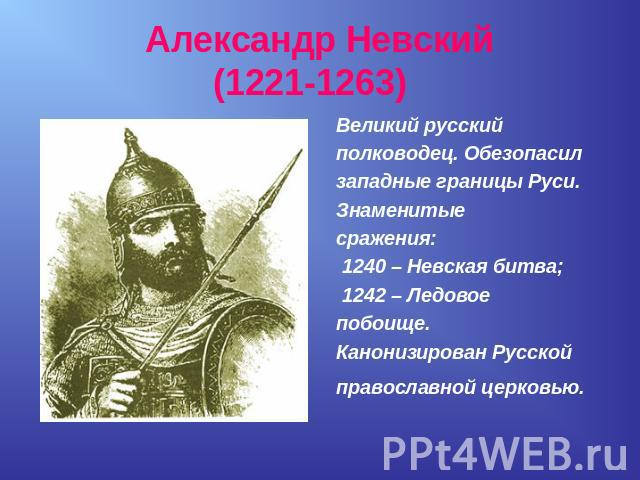 Александр Невский
(1221-1263)
Великий русский
полководец. Обезопасил
западные границы Руси.
Знаменитые
сражения:
1240 – Невская битва;
1242 – Ледовое
побоище.
Канонизирован Русской
православной церковью.
PPt4WEB.ru